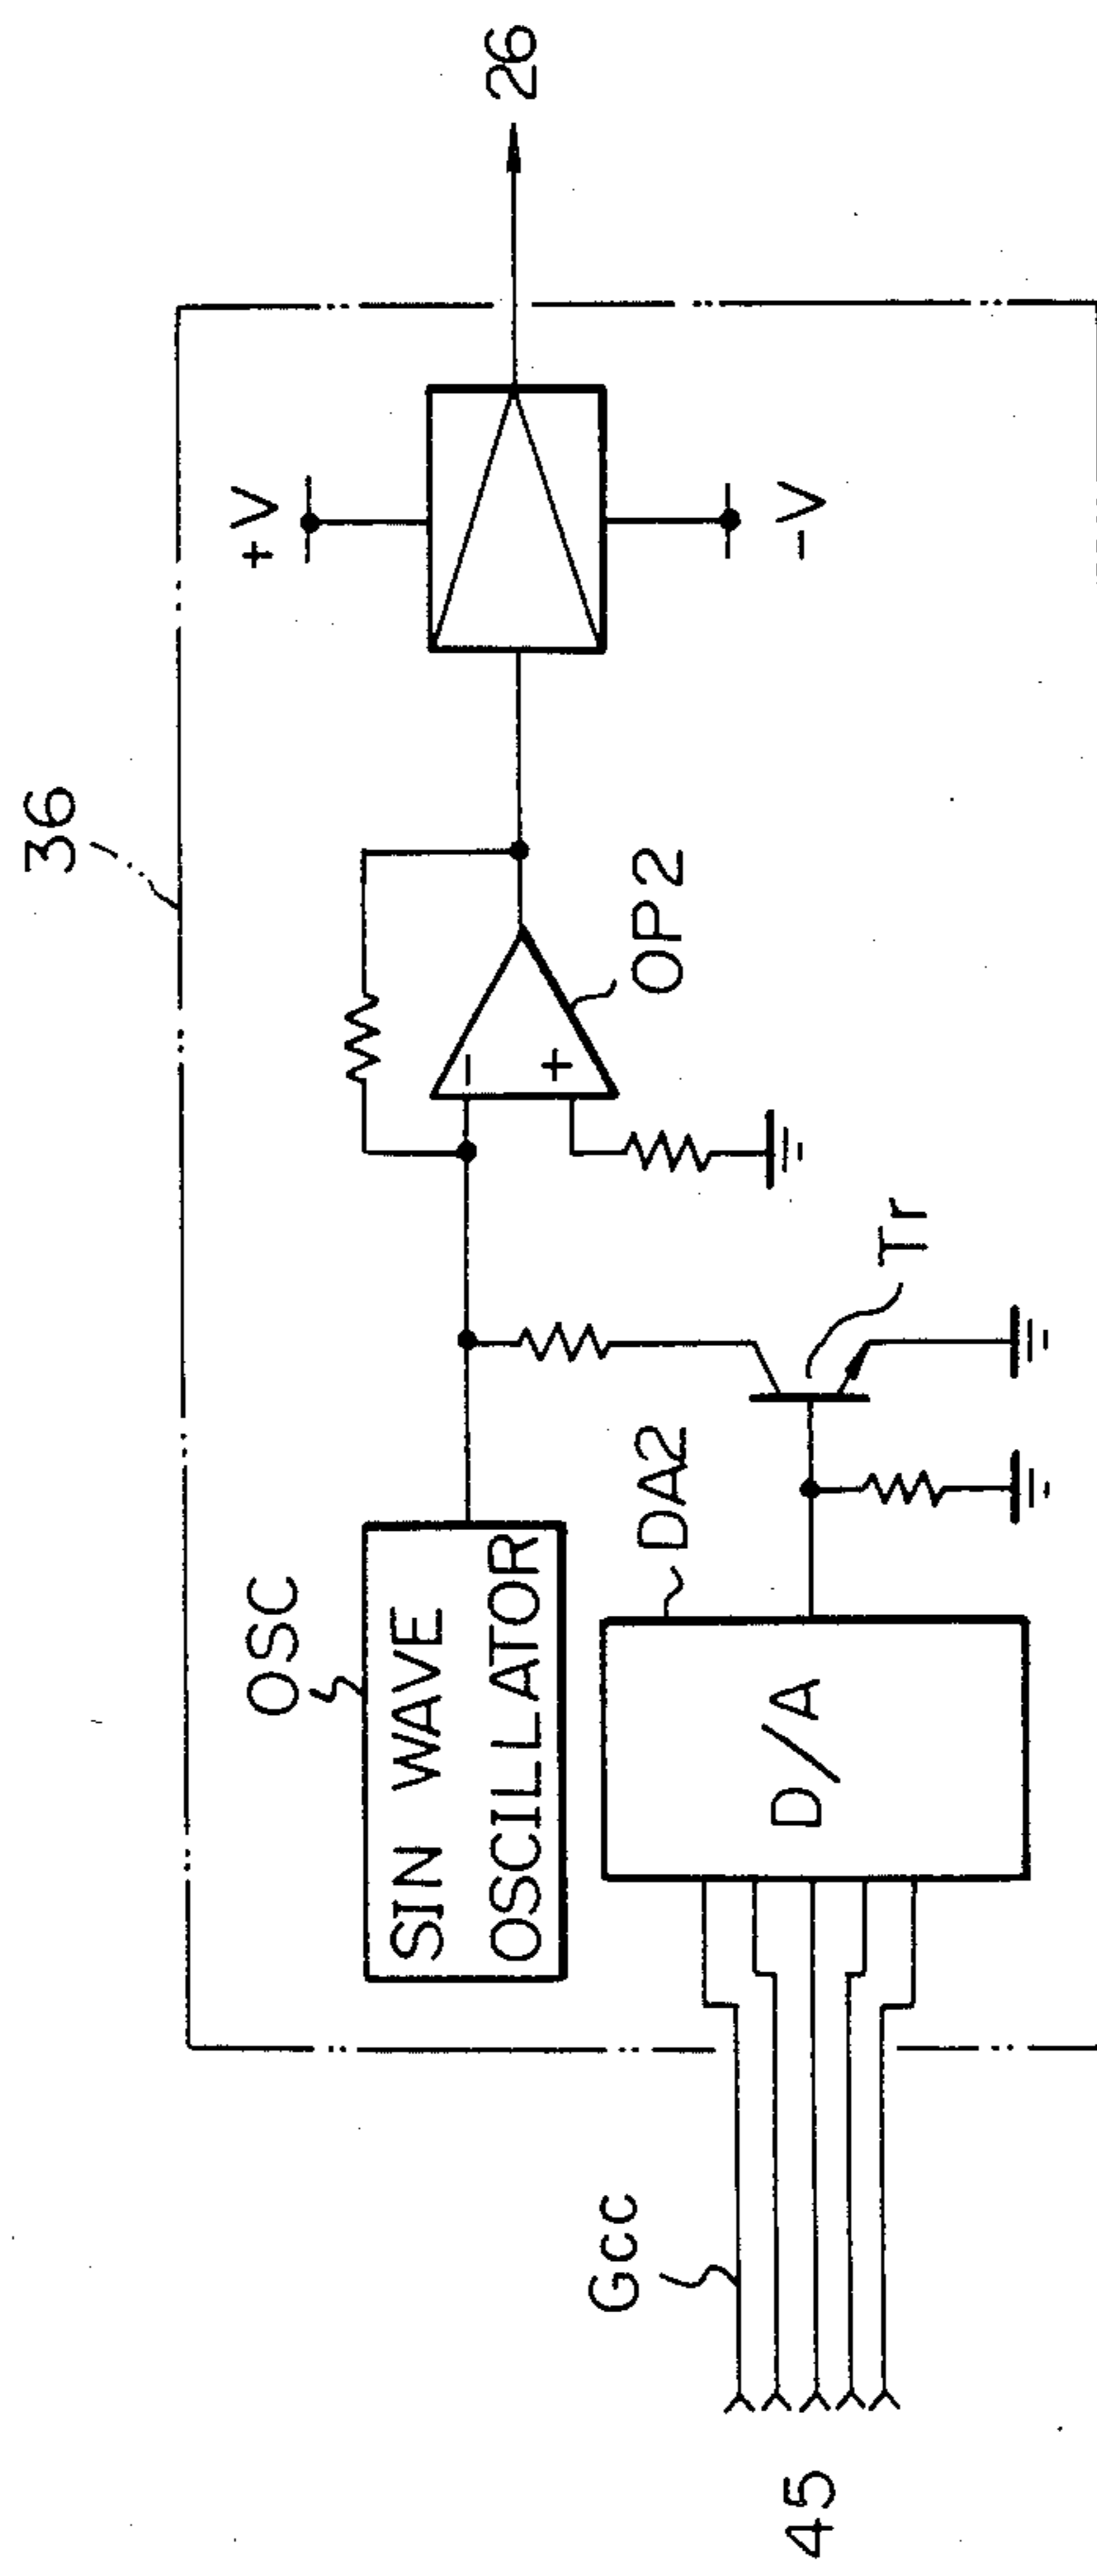 36
OSC
SIN WAVE
OSCILLATOR
+V
26
-V
-
+
OP2
Tr
DA2
D/A
Gcc
45